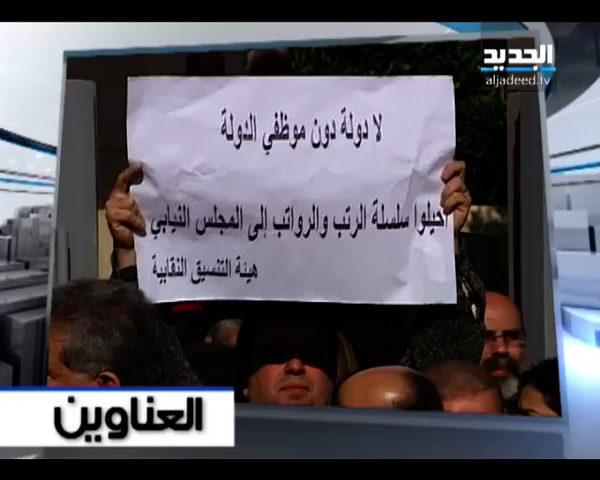 الجديد
aljadeed.tv
لا دولة دون موظفي الدولة
احيلوا سلسلة الرتب والرواتب إلى المجلس النيابي
هيئة التنسيق النقابية
العناوين